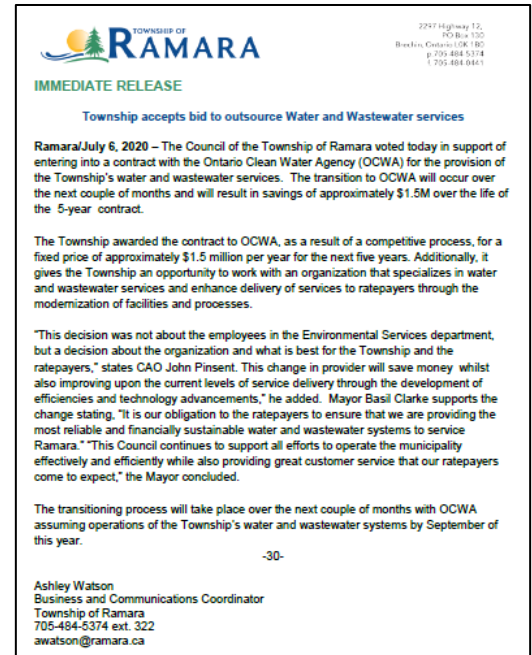 TOWNSHIP OF
RAMARA
2297 Highway 12,
PO Box 130
Brechin, Ontario L0K 1B0
p.705-484-5374
f. 705-484-0441
IMMEDIATE RELEASE
Township accepts bid to outsource Water and Wastewater services
Ramara/July 6, 2020 – The Council of the Township of Ramara voted today in support of
entering into a contract with the Ontario Clean Water Agency (OCWA) for the provision of
the Township's water and wastewater services. The transition to OCWA will occur over
the next couple of months and will result in savings of approximately $1.5M over the life of
the 5-year contract.
The Township awarded the contract to OCWA, as a result of a competitive process, for a
fixed price of approximately $1.5 million per year for the next five years. Additionally, it
gives the Township an opportunity to work with an organization that specializes in water
and wastewater services and enhance delivery of services to ratepayers through the
modernization of facilities and processes.
"This decision was not about the employees in the Environmental Services department,
but a decision about the organization and what is best for the Township and the
ratepayers," states CAO John Pinsent. This change in provider will save money whilst
also improving upon the current levels of service delivery through the development of
efficiencies and technology advancements," he added. Mayor Basil Clarke supports the
change stating, "It is our obligation to the ratepayers to ensure that we are providing the
most reliable and financially sustainable water and wastewater systems to service
Ramara." "This Council continues to support all efforts to operate the municipality
effectively and efficiently while also providing great customer service that our ratepayers
come to expect," the Mayor concluded.
The transitioning process will take place over the next couple of months with OCWA
assuming operations of the Township's water and wastewater systems by September of
this year.
-30-
Ashley Watson
Business and Communications Coordinator
Township of Ramara
705-484-5374 ext. 322
awatson@ramara.ca